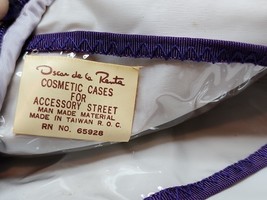 Oscar de la Renta
COSMETIC CASES
FOR
ACCESSORY STREET
MAN MADE MATERIAL
MADE IN TAIWAN R.O.C.
RN NO. 65928